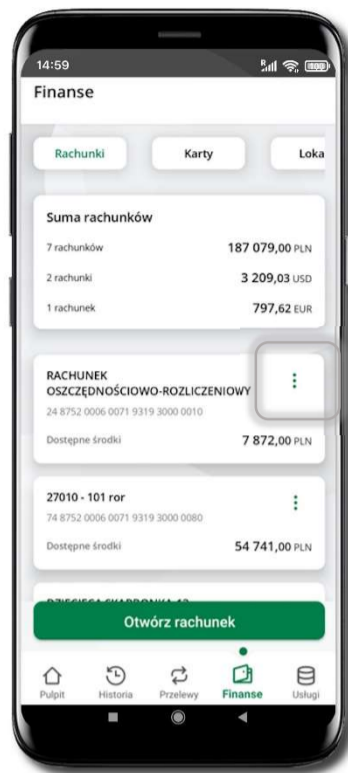 14:59
Finanse
Rachunki Karty Loka
Suma rachunków
7 rachunków 187 079,00 PLN
2 rachunki 3 209,03 USD
1 rachunek 797,62 EUR
RACHUNEK
OSZCZĘDNOŚCIOWO-ROZLICZENIOWY
24 8752 0006 0071 9319 3000 0010
Dostępne środki 7 872,00 PLN
27010 - 101 ror
74 8752 0006 0071 9319 3000 0080
Dostępne środki 54 741,00 PLN
Otwórz rachunek
Pulpit Historia Przelewy Finanse Usługi